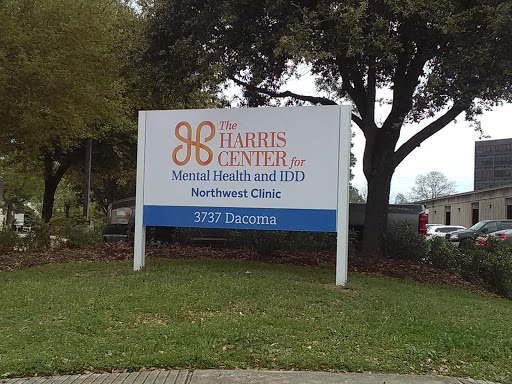 The
HARRIS
CENTER for
Mental Health and IDD
Northwest Clinic
3737 Dacoma